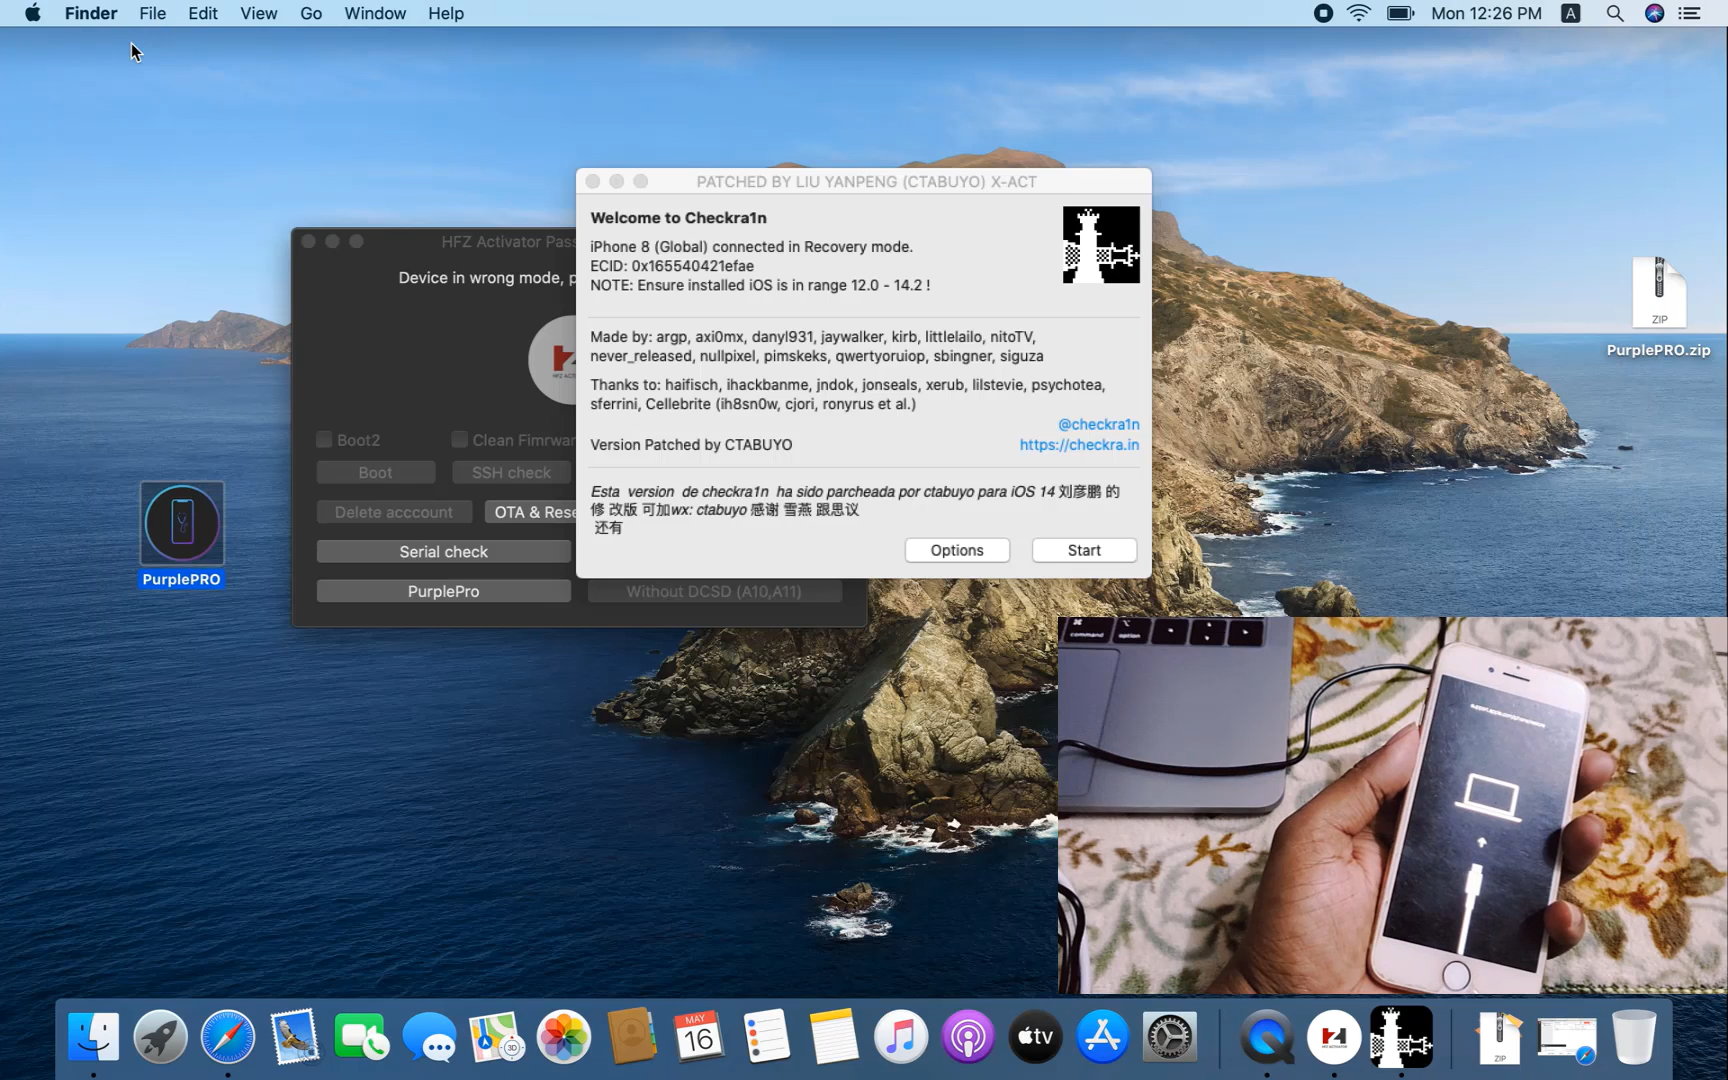 Finder File Edit View Go Window Help
Mon 12:26 PM A
PATCHED BY LIU YANPENG (CTABUYO) X-ACT
Welcome to Checkra1n
iPhone 8 (Global) connected in Recovery mode.
ECID: 0x165540421efae
NOTE: Ensure installed iOS is in range 12.0 - 14.2 !
Made by: argp, axi0mx, danyl931, jaywalker, kirb, littlelailo, nitoTV,
never_released, nullpixel, pimskeks, qwertyoruiop, sbingner, siguza
Thanks to: haifisch, ihackbanme, jndok, jonseals, xerub, lilstevie, psychotea,
sferrini, Cellebrite (ih8sn0w, cjori, ronyrus et al.)
@checkra1n
Version Patched by CTABUYO
https://checkra.in
Esta version de checkra1n ha sido parcheada por ctabuyo para iOS 14 刘彦鹏 的
修 改版 可加wx: ctabuyo 感谢 雪燕 跟思议
还有
Options
Start
HFZ Activator Pass
Device in wrong mode, p
Boot2
Clean Fimrwar
Boot
SSH check
Delete acccount
OTA & Rese
Serial check
PurplePro
Without DCSD (A10,A11)
PurplePRO
ZIP
PurplePRO.zip
command
option
MAY
16
3D
tv
ZIP